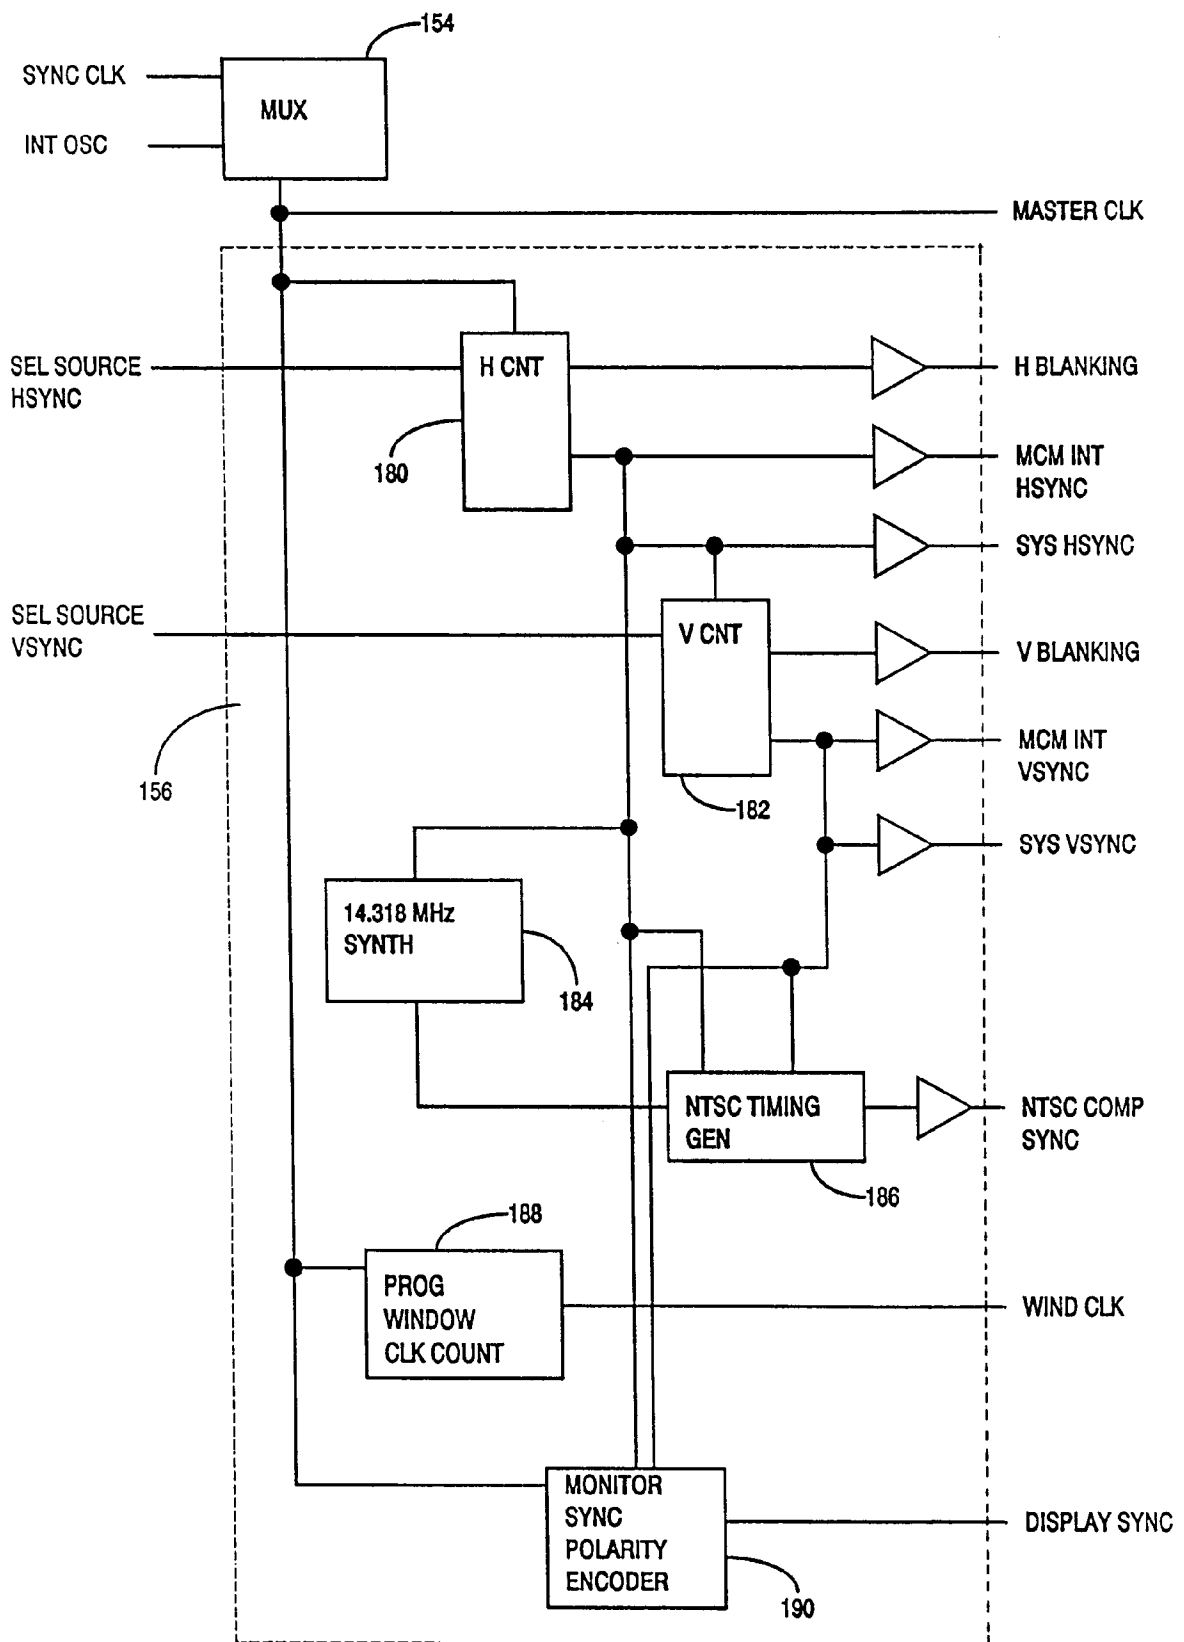 154
SYNC CLK
MUX
INT OSC
MASTER CLK
SEL SOURCE
HSYNC
H CNT
H BLANKING
180
MCM INT
HSYNC
SYS HSYNC
SEL SOURCE
VSYNC
V CNT
V BLANKING
156
182
MCM INT
VSYNC
SYS VSYNC
14.318 MHz
SYNTH
184
NTSC TIMING
GEN
NTSC COMP
SYNC
186
188
PROG
WINDOW
CLK COUNT
WIND CLK
MONITOR
SYNC
POLARITY
ENCODER
DISPLAY SYNC
190